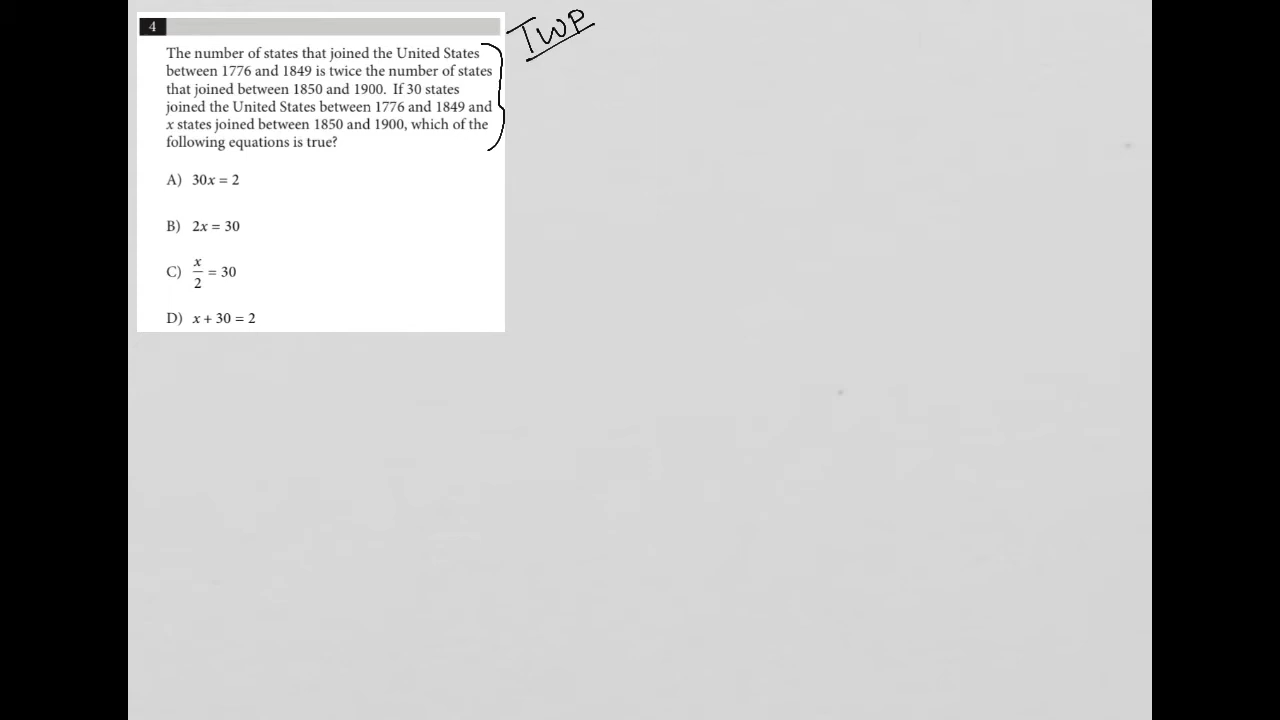 4
TWP
The number of states that joined the United States
between 1776 and 1849 is twice the number of states
that joined between 1850 and 1900. If 30 states
joined the United States between 1776 and 1849 and
x states joined between 1850 and 1900, which of the
following equations is true?
A) 30x = 2
B) 2x = 30
C) x/2 = 30
D) x + 30 = 2